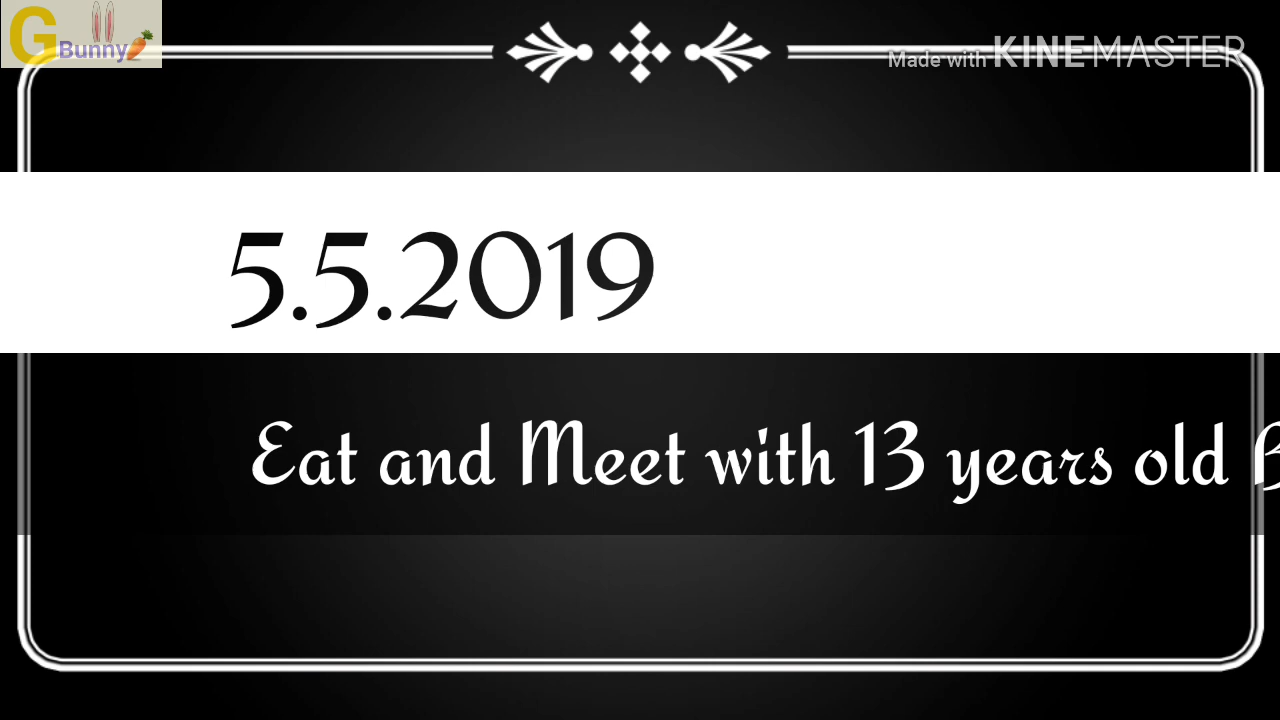 G Bunny
Made with KINEMASTER
5.5.2019
Eat and Meet with 13 years old